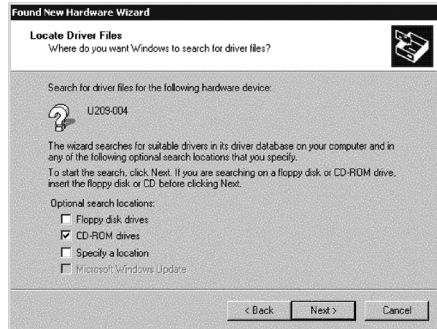 Found New Hardware Wizard
Locate Driver Files
Where do you want Windows to search for driver files?
Search for driver files for the following hardware device:
U209-004
The wizard searches for suitable drivers in its driver database on your computer and in
any of the following optional search locations that you specify.
To start the search, click Next. If you are searching on a floppy disk or CD-ROM drive,
insert the floppy disk or CD before clicking Next.
Optional search locations:
Floppy disk drives
CD-ROM drives
Specify a location
Microsoft Windows Update
< Back Next > Cancel